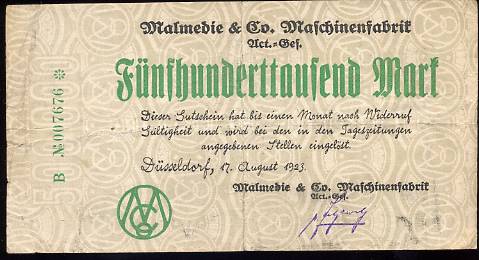 Malmedie & Co. Maschinenfabrik
Act.-Ges.
Fünfhunderttausend Mark
Dieser Gutschein hat bis einen Monat nach Widerruf
Gültigkeit und wird bei den in den Tageszeitungen
angegebenen Stellen eingelöst.
Düsseldorf, 17. August 1923.
Malmedie & Co. Maschinenfabrik
Act.-Ges.
B №007676 *